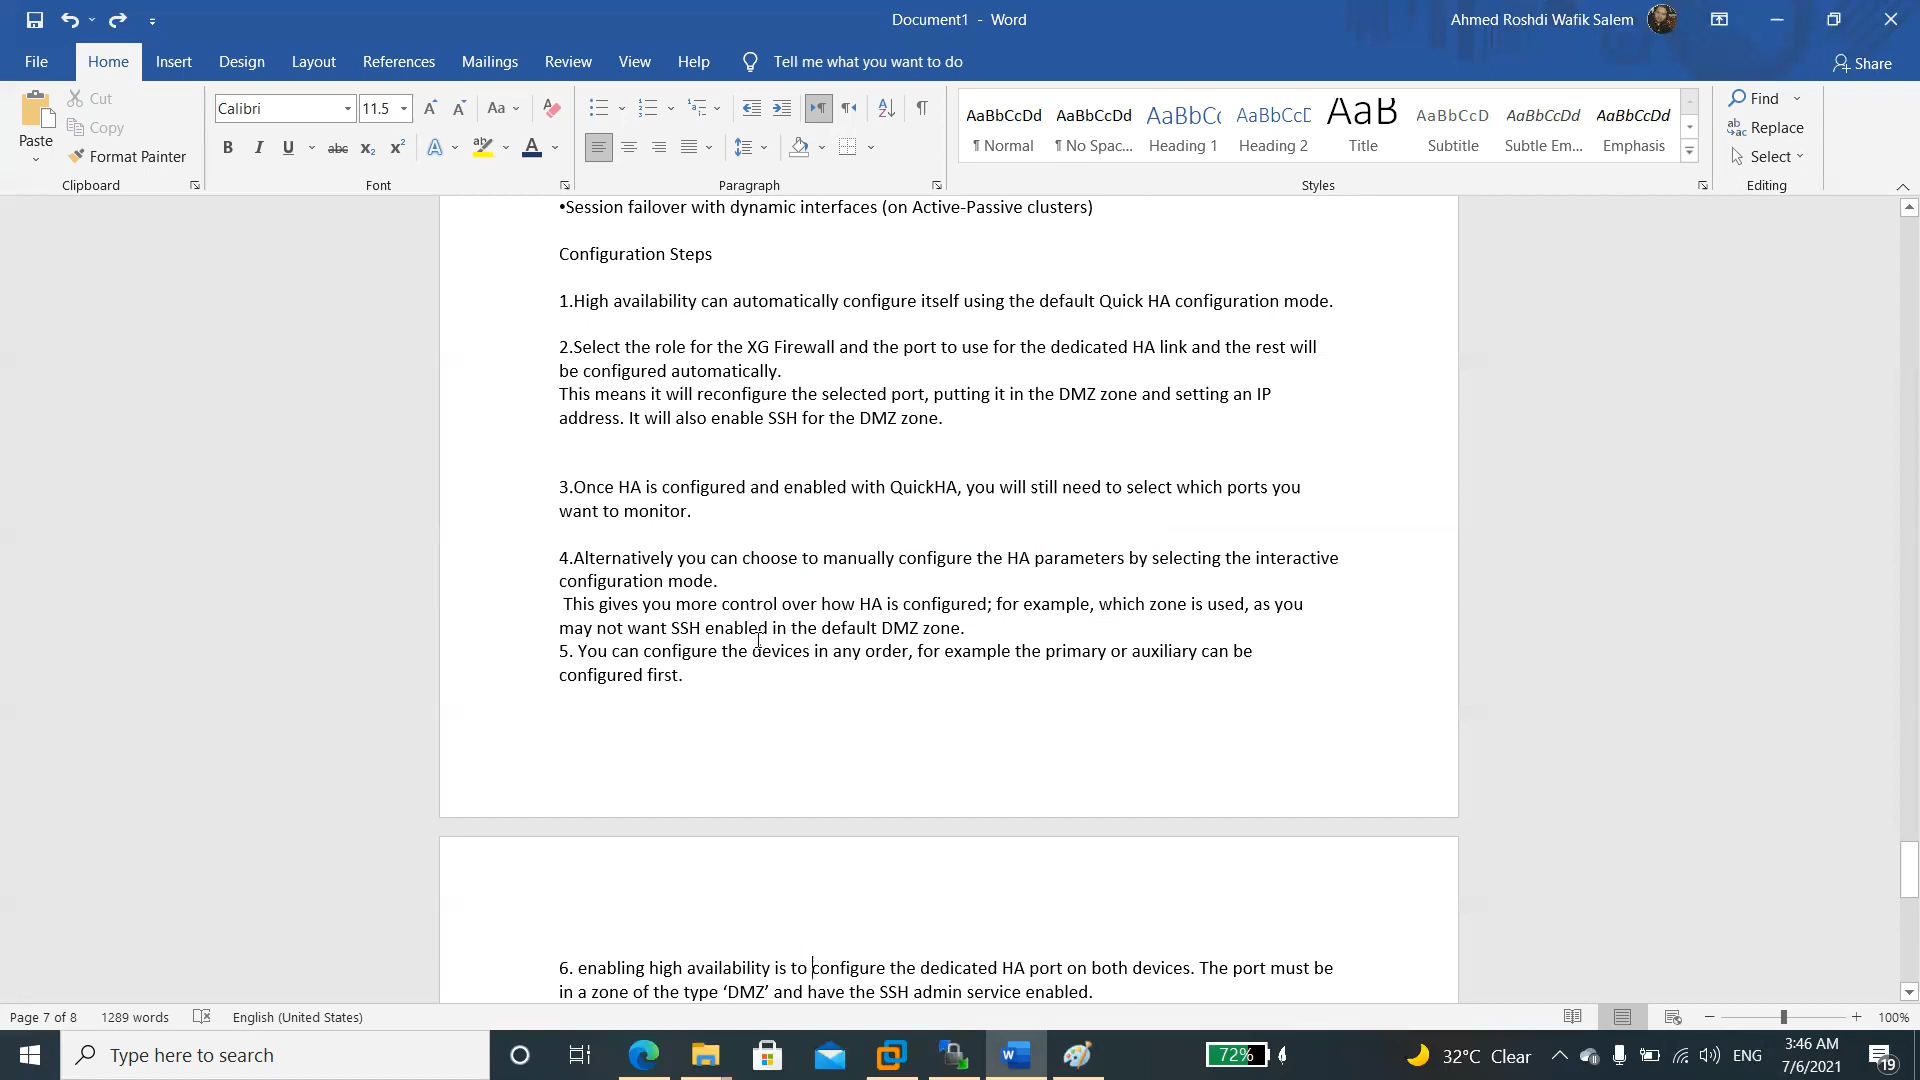 Document1 - Word
Ahmed Roshdi Wafik Salem
File Home Insert Design Layout References Mailings Review View Help Tell me what you want to do
Share
Paste
Cut
Copy
Format Painter
Clipboard
Calibri 11.5
Font
Paragraph
AaBbCcDd AaBbCcDd AaBbCc AaBbCcD AaB AaBbCcD AaBbCcDd AaBbCcDd
¶ Normal ¶ No Spac... Heading 1 Heading 2 Title Subtitle Subtle Em... Emphasis
Styles
Find
Replace
Select
Editing
•Session failover with dynamic interfaces (on Active-Passive clusters)
Configuration Steps
1.High availability can automatically configure itself using the default Quick HA configuration mode.
2.Select the role for the XG Firewall and the port to use for the dedicated HA link and the rest will
be configured automatically.
This means it will reconfigure the selected port, putting it in the DMZ zone and setting an IP
address. It will also enable SSH for the DMZ zone.
3.Once HA is configured and enabled with QuickHA, you will still need to select which ports you
want to monitor.
4.Alternatively you can choose to manually configure the HA parameters by selecting the interactive
configuration mode.
This gives you more control over how HA is configured; for example, which zone is used, as you
may not want SSH enabled in the default DMZ zone.
5. You can configure the devices in any order, for example the primary or auxiliary can be
configured first.
6. enabling high availability is to configure the dedicated HA port on both devices. The port must be
in a zone of the type ‘DMZ’ and have the SSH admin service enabled.
Page 7 of 8 1289 words English (United States) 100%
Type here to search
72%
32°C Clear
ENG
3:46 AM
7/6/2021
19